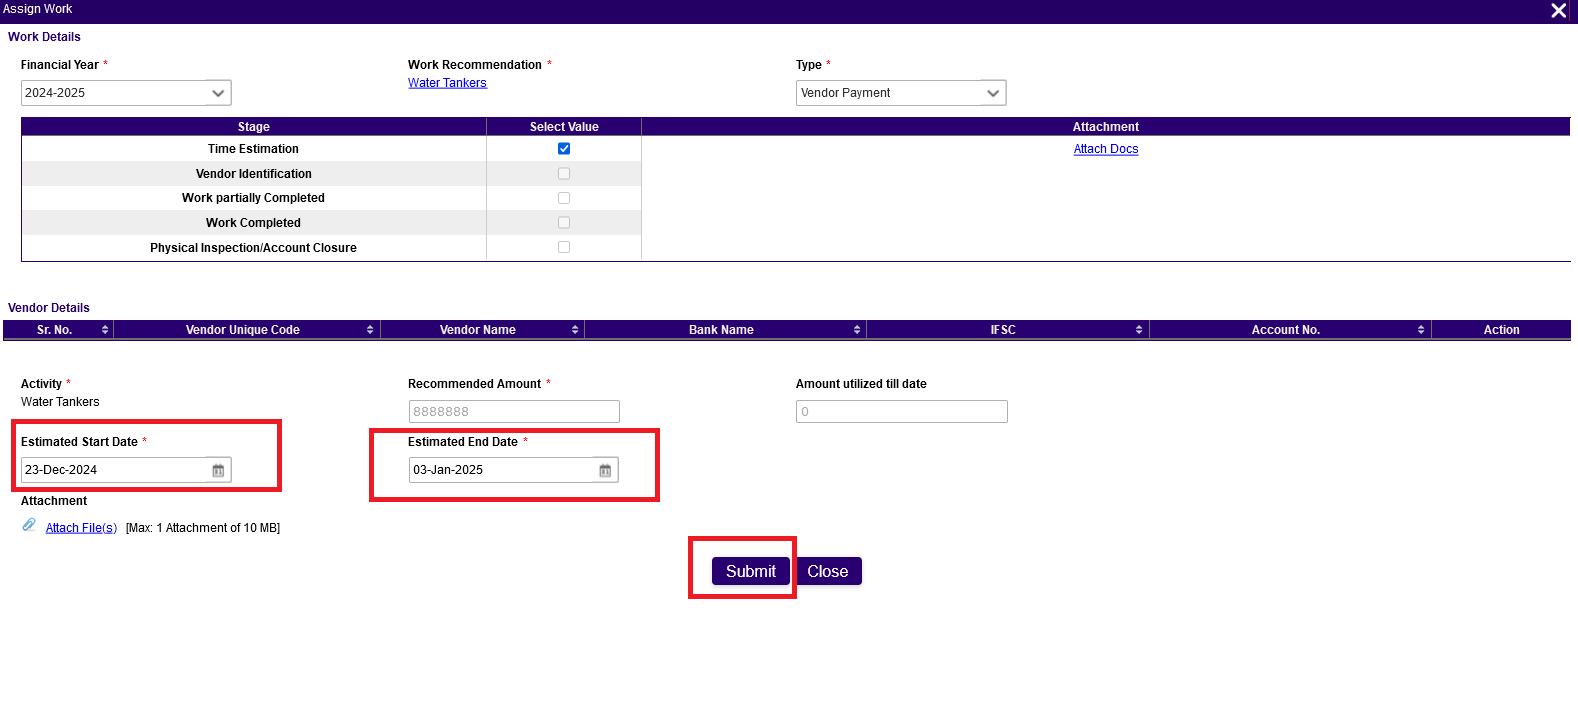 Assign Work
Work Details
Financial Year * Work Recommendation * Type *
2024-2025 Water Tankers Vendor Payment
Stage Select Value Attachment
Time Estimation Attach Docs
Vendor Identification
Work partially Completed
Work Completed
Physical Inspection/Account Closure
Vendor Details
Sr. No. Vendor Unique Code Vendor Name Bank Name IFSC Account No. Action
Activity * Recommended Amount * Amount utilized till date
Water Tankers 8888888 0
Estimated Start Date * Estimated End Date *
23-Dec-2024 03-Jan-2025
Attachment
Attach File(s) [Max: 1 Attachment of 10 MB]
Submit Close